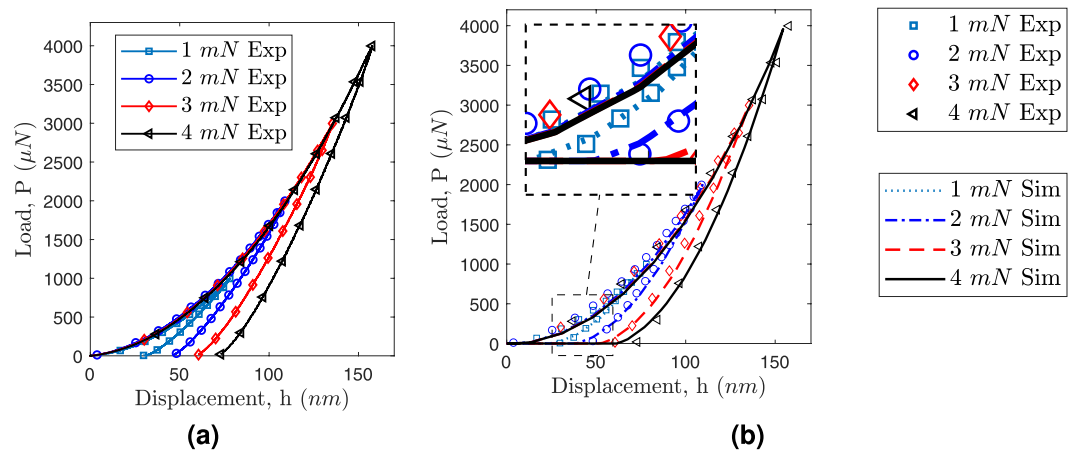 4000
3500
3000
2500
2000
1500
1000
500
0
0
50
100
150
Load, P (μN)
Displacement, h (nm)
1 mN Exp
2 mN Exp
3 mN Exp
4 mN Exp
(a)
4000
3500
3000
2500
2000
1500
1000
500
0
0
50
100
150
Load, P (μN)
Displacement, h (nm)
(b)
1 mN Exp
2 mN Exp
3 mN Exp
4 mN Exp
1 mN Sim
2 mN Sim
3 mN Sim
4 mN Sim